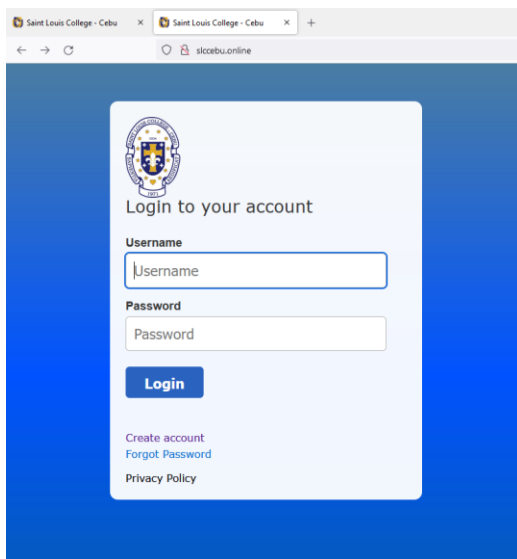 Saint Louis College - Cebu
Saint Louis College - Cebu
slccebu.online
1971
Login to your account
Username
Username
Password
Password
Login
Create account
Forgot Password
Privacy Policy